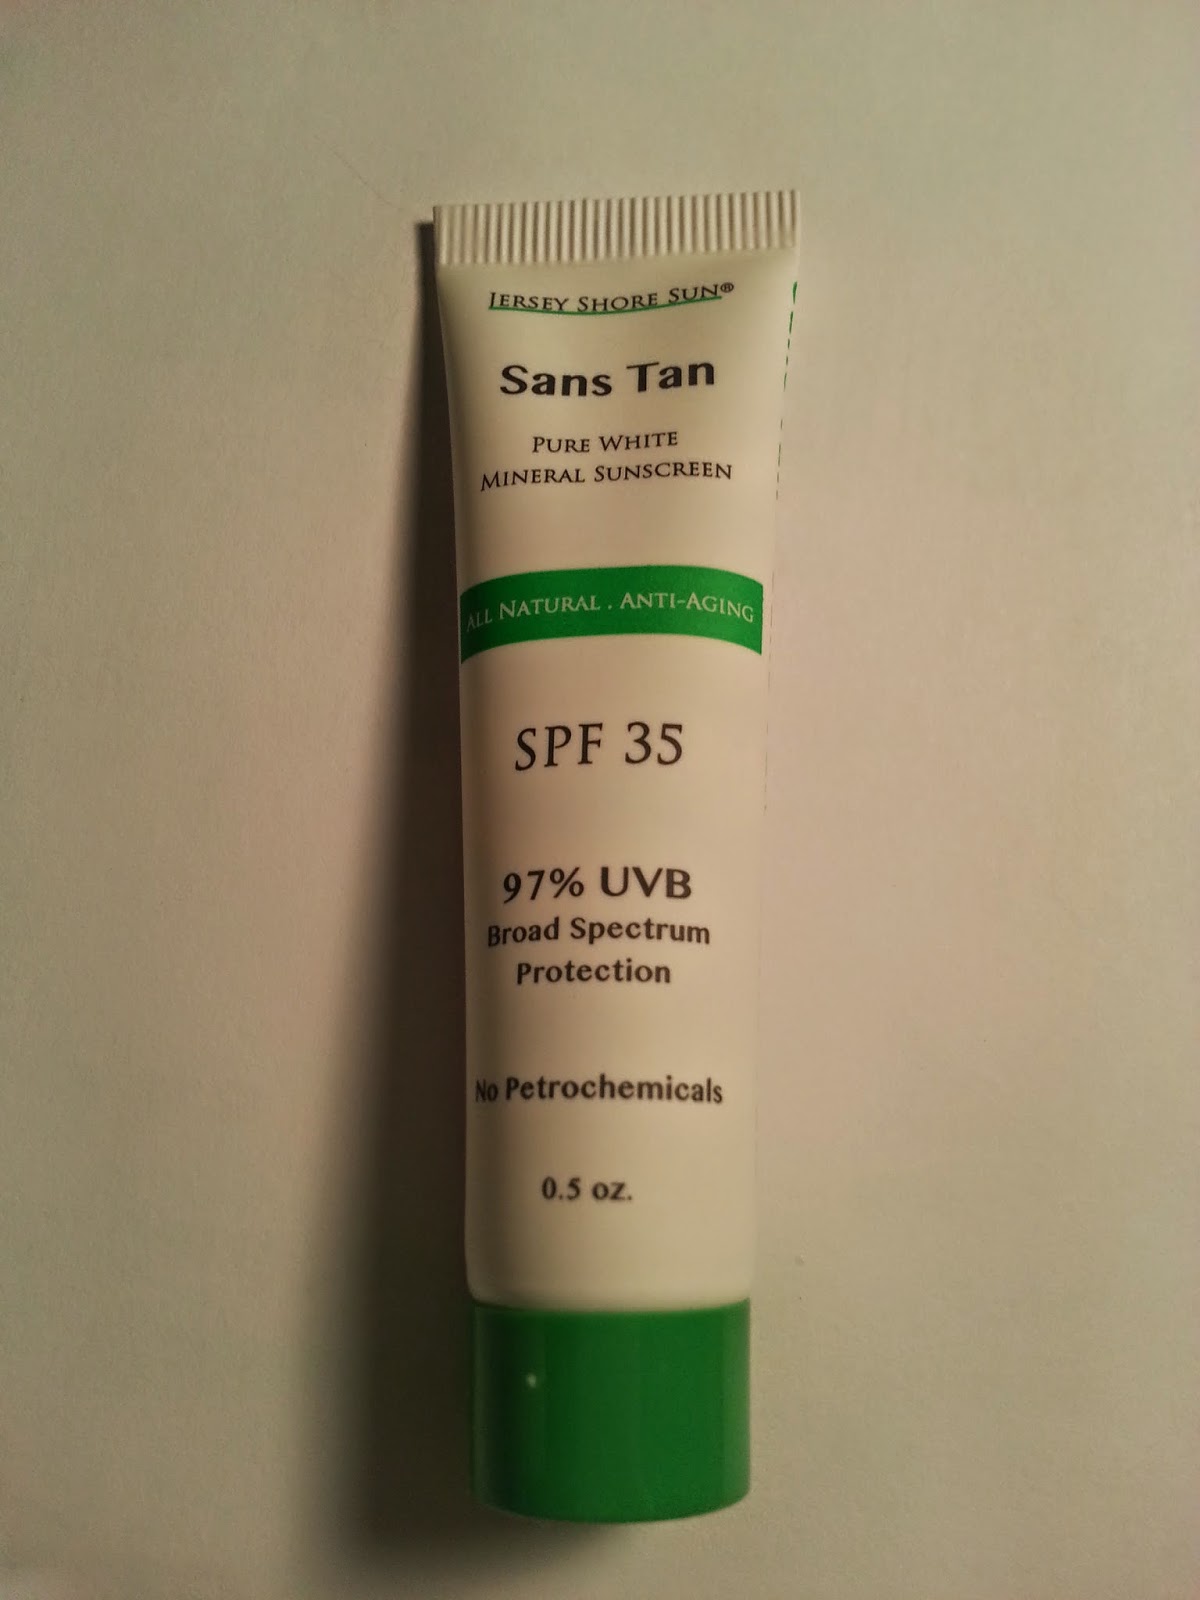 JERSEY SHORE SUN®
Sans Tan
PURE WHITE
MINERAL SUNSCREEN
ALL NATURAL . ANTI-AGING
SPF 35
97% UVB
Broad Spectrum
Protection
No Petrochemicals
0.5 oz.